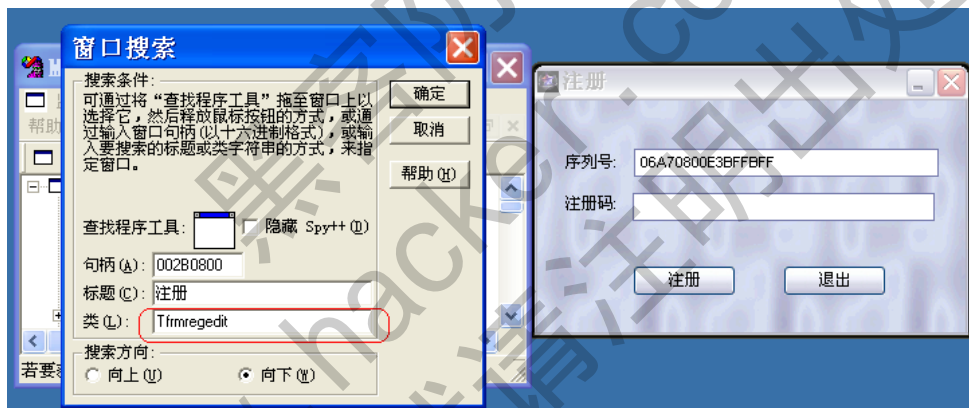 窗口搜索
搜索条件:
可通过将“查找程序工具”拖至窗口上以
选择它，然后释放鼠标按钮的方式，或通
过输入窗口句柄(以十六进制格式)，或输
入要搜索的标题或类字符串的方式，来指
定窗口。
确定
取消
帮助(H)
查找程序工具:
隐藏 Spy++(D)
句柄(A): 002B0800
标题(C): 注册
类(L): Tfrmregedit
搜索方向:
向上(U)
向下(W)
帮助
若要
注册
序列号: 06A70800E3BFFBFF
注册码:
注册
退出